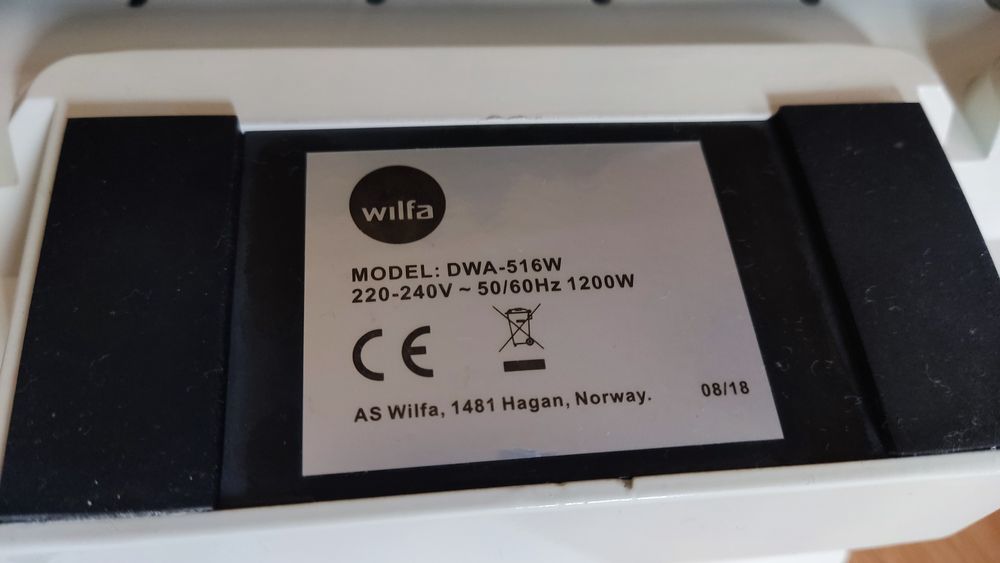 wilfa
MODEL: DWA-516W
220-240V ~ 50/60Hz 1200W
CE
AS Wilfa, 1481 Hagan, Norway.
08/18